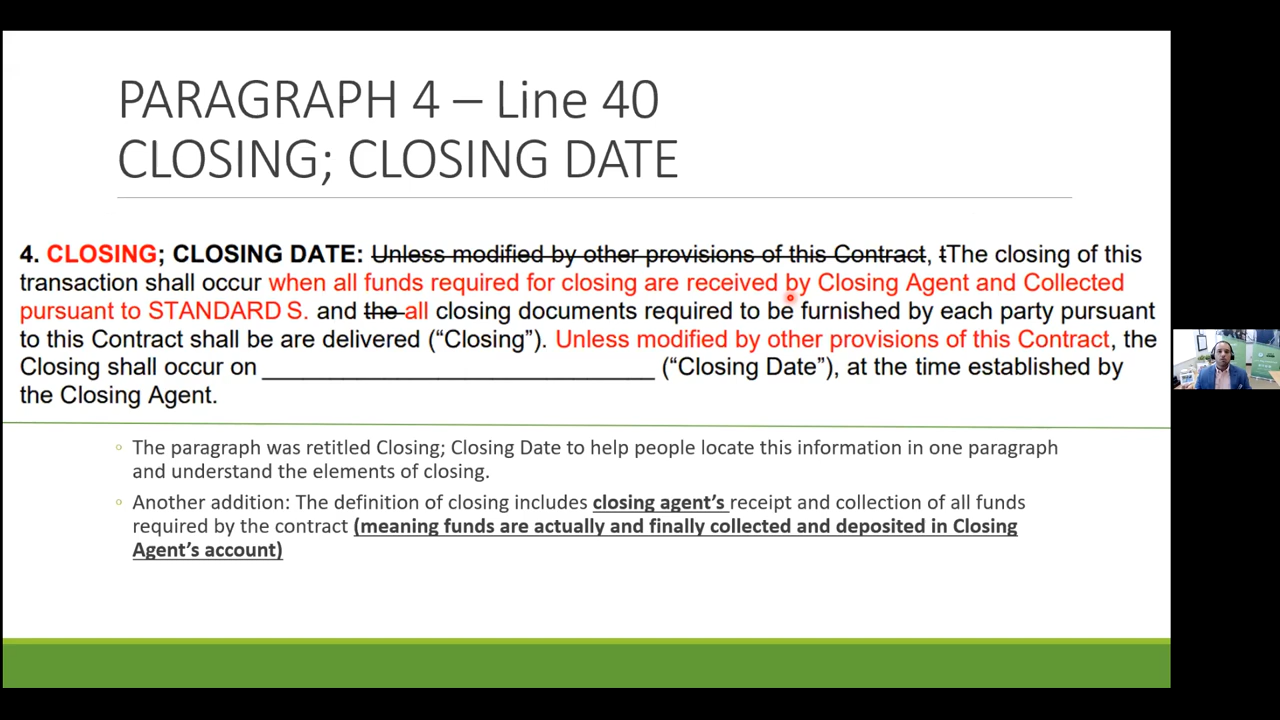 PARAGRAPH 4 – Line 40
CLOSING; CLOSING DATE
4. CLOSING; CLOSING DATE: Unless modified by other provisions of this Contract, tThe closing of this
transaction shall occur when all funds required for closing are received by Closing Agent and Collected
pursuant to STANDARD S. and the all closing documents required to be furnished by each party pursuant
to this Contract shall be are delivered (“Closing”). Unless modified by other provisions of this Contract, the
Closing shall occur on ______________________________ (“Closing Date”), at the time established by
the Closing Agent.
◦ The paragraph was retitled Closing; Closing Date to help people locate this information in one paragraph
and understand the elements of closing.
◦ Another addition: The definition of closing includes closing agent’s receipt and collection of all funds
required by the contract (meaning funds are actually and finally collected and deposited in Closing
Agent’s account)